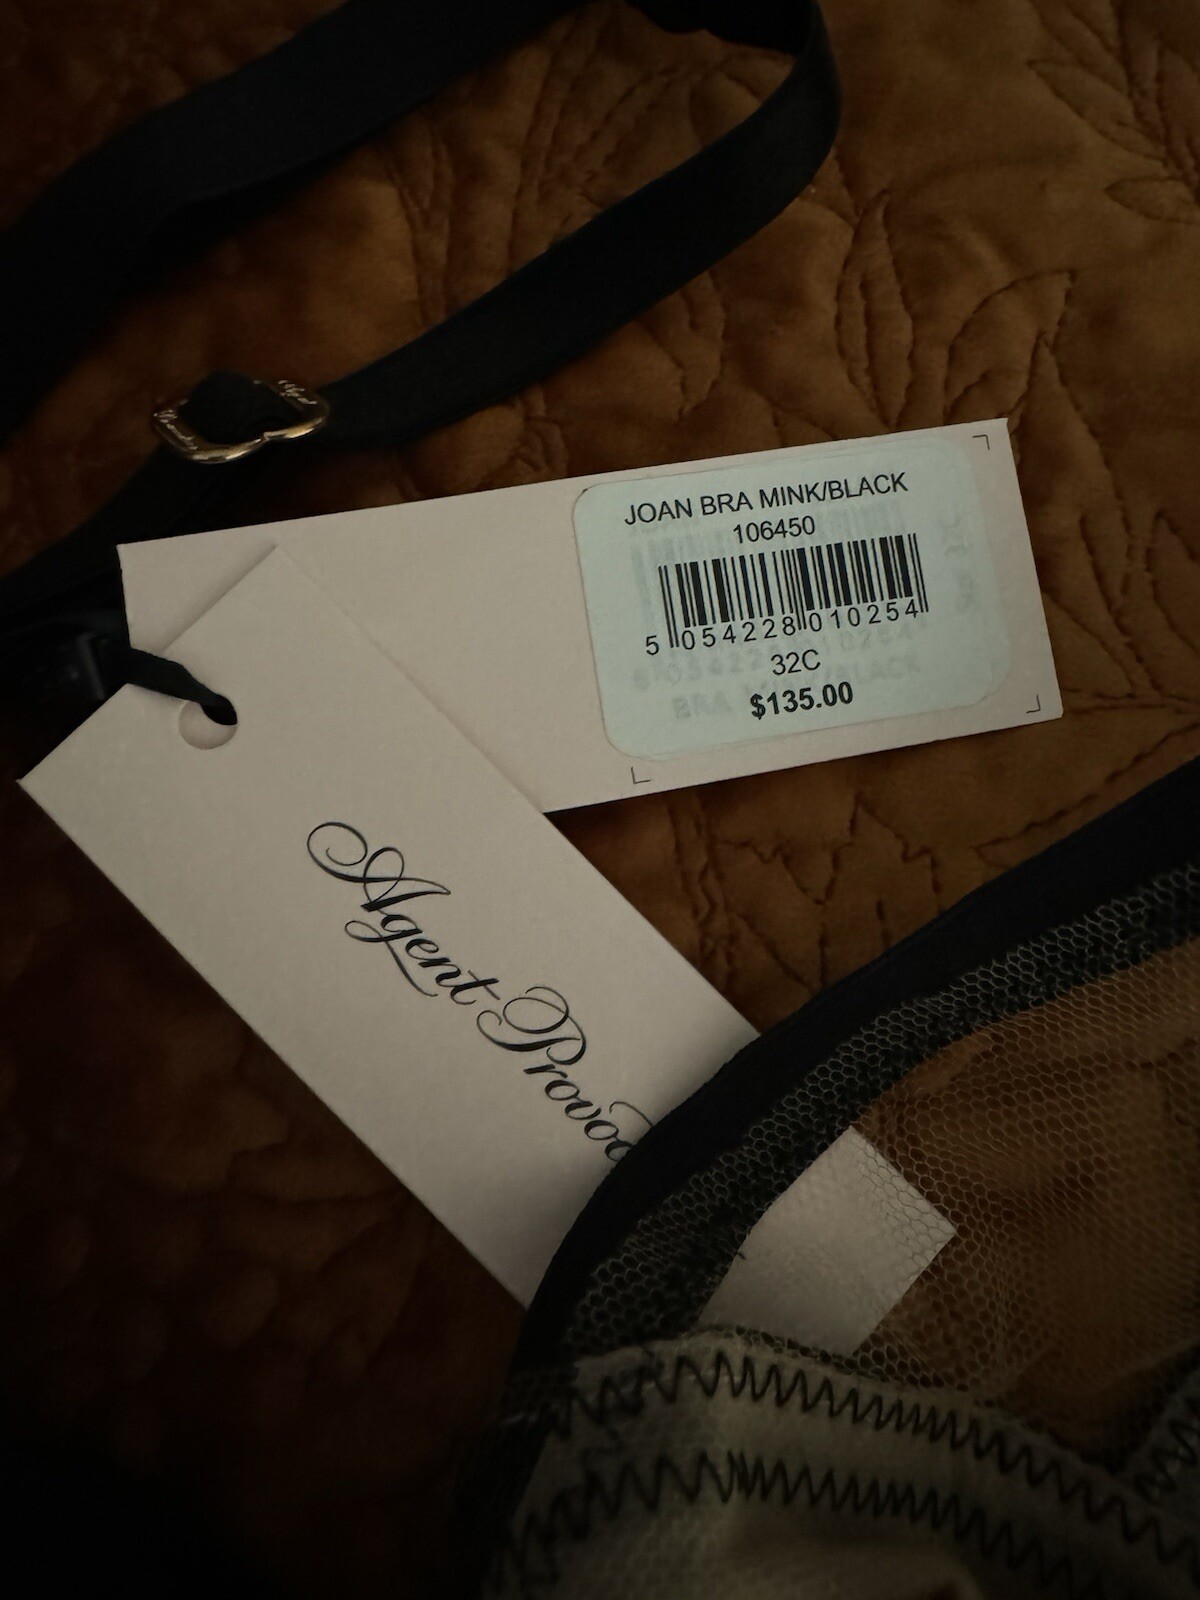 JOAN BRA MINK/BLACK
106450
5 054228 010254
32C
$135.00
Agent Provoc